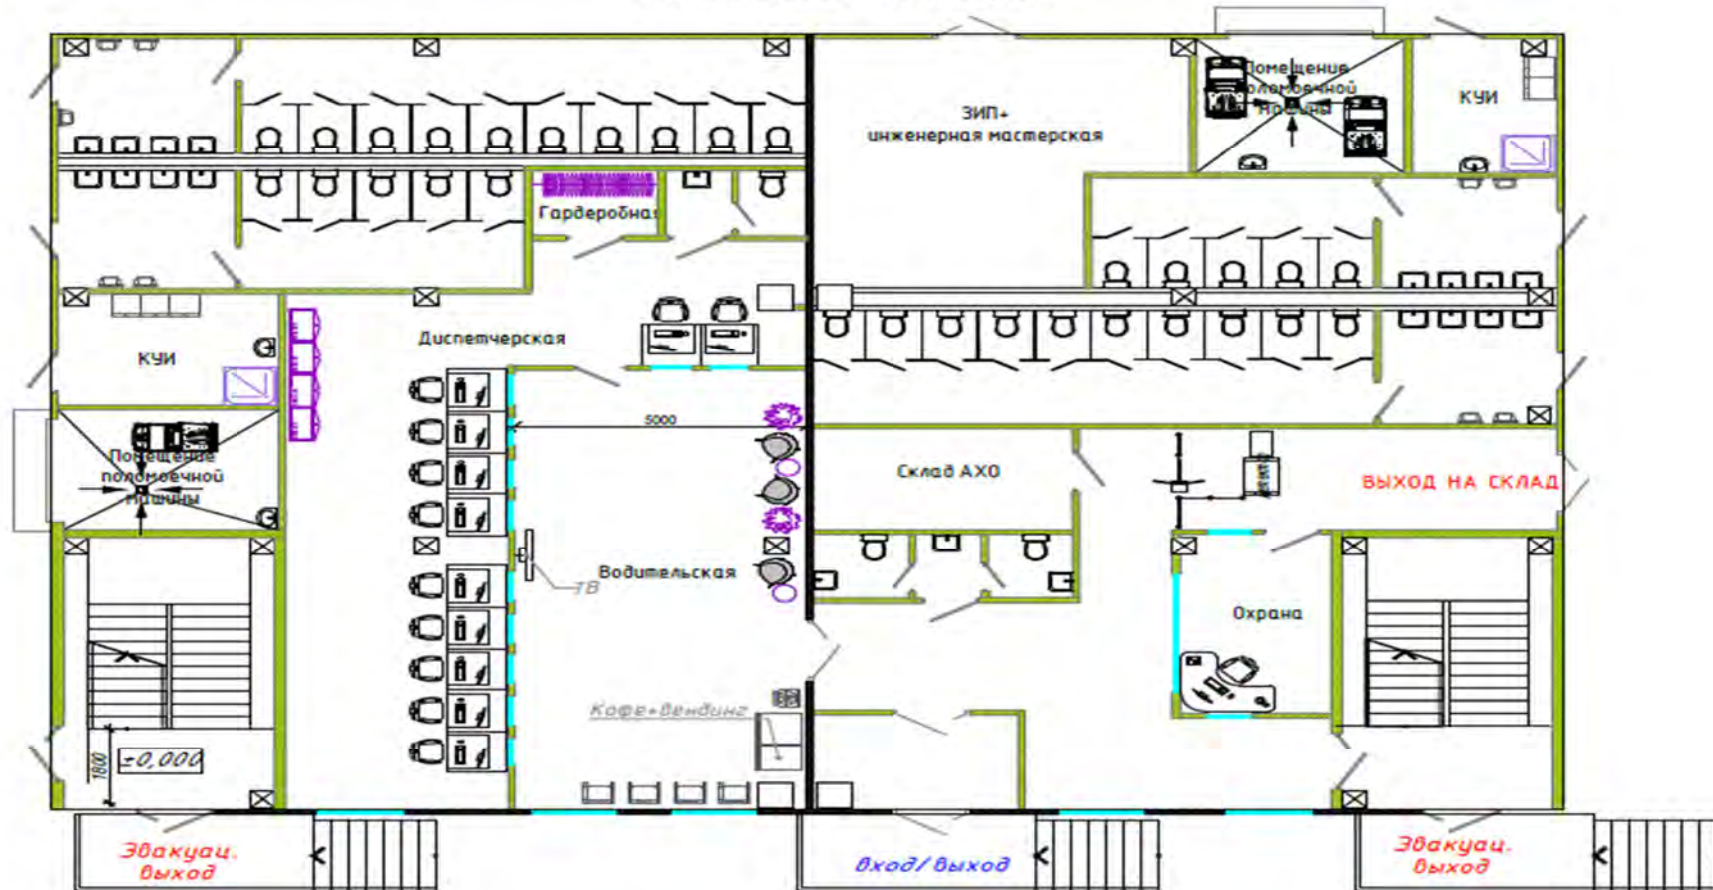 Помещение
поломоечной
машины
КУИ
ЗИП+
инженерная мастерская
Гардеробная
Диспетчерская
КУИ
5000
Помещение
поломоечной
машины
Склад АХО
ВЫХОД НА СКЛАД
Водительская
ТВ
Охрана
Кофе+вендинг
1800
±0,000
Эвакуац.
выход
вход/выход
Эвакуац.
выход